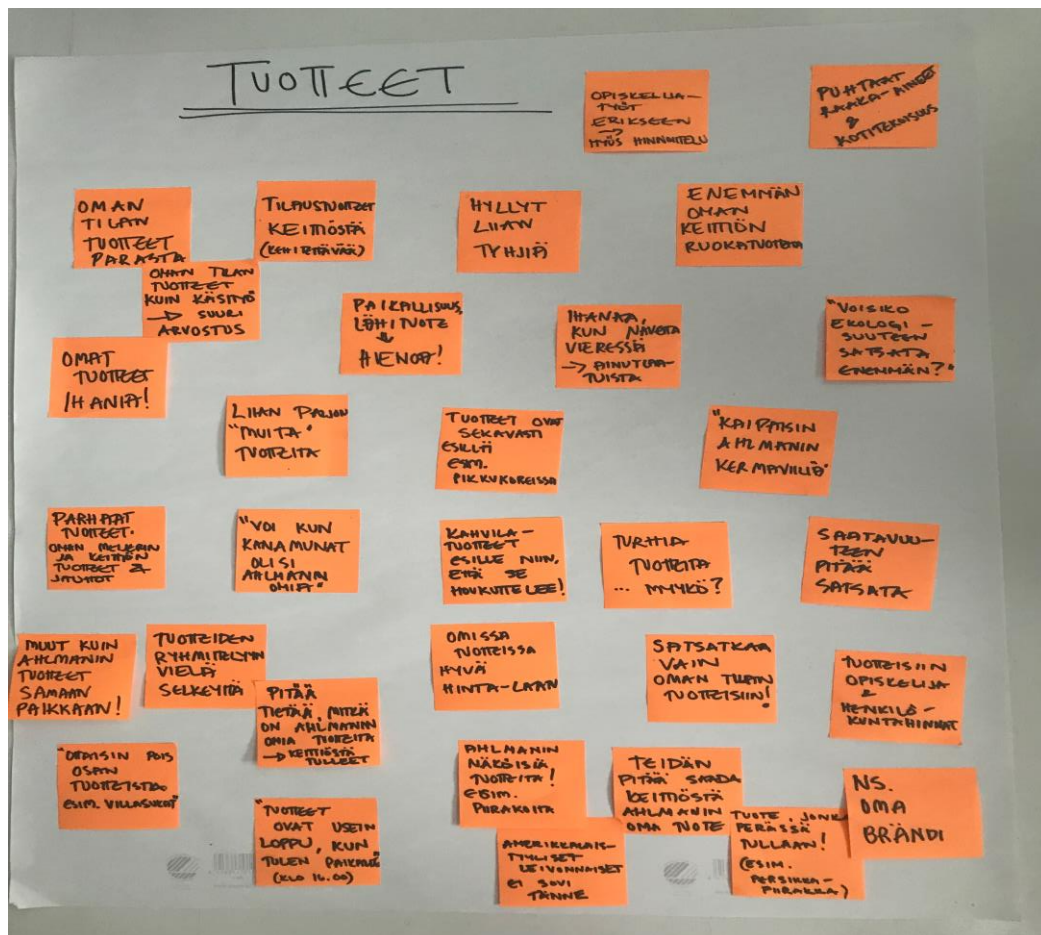 TUOTTEET
OPISKELIJA-
TYÖT
ERIKSEEN
→
MYÖS HINNOITTELU
PUHTAAT
RAAKA-AINEET
&
KOTITEKOISUUS
OMAN
TILAN
TUOTTEET
PARASTA
TILAUSTUOTTEET
KEITTIÖSTÄ
(KEHITETTÄVÄÄ)
HYLLYT
LIIAN
TYHJIÄ
ENEMMÄN
OMAN
KEITTIÖN
RUOKATUOTTEITA
OMAN TILAN
TUOTTEET
KUIN KÄSITYÖ
→ SUURI
ARVOSTUS
PAIKALLISUUS,
LÄHITUOTE
↓
HIENOA!
IHANAA,
KUN NAVETTA
VIERESSÄ
→ AINUTLAA-
TUISTA
"VOISIKO
EKOLOGI-
SUUTEEN
SATSATA
ENEMMÄN?"
OMAT
TUOTTEET
IHANIA!
LIIAN PALJON
"MUITA"
TUOTTEITA
TUOTTEET OVAT
SEKAVASTI
ESILLÄ
ESIM.
PIKKUKOREISSA
"KAIPAISIN
AHLMANIN
KERMAVIILIÄ"
PARHAAT
TUOTTEET:
OMAN MEIJERIN
JA KEITTIÖN
TUOTTEET &
JAUHOT
"VOI KUN
KANAMUNAT
OLISI
AHLMANIN
OMIA"
KAHVILA-
TUOTTEET
ESILLE NIIN,
ETTÄ SE
HOUKUTTELEE!
TURHIA
TUOTTEITA
... MYYKÖ?
SAATAVUU-
TEEN
PITÄÄ
SATSATA
MUUT KUIN
AHLMANIN
TUOTTEET
SAMAAN
PAIKKAAN!
TUOTTEIDEN
RYHMITTELYYN
VIELÄ
SELKEYTTÄ
PITÄÄ
TIETÄÄ, MITKÄ
ON AHLMANIN
OMIA TUOTTEITA
→ KEITTIÖSTÄ
TULLEET
OMISSA
TUOTTEISSA
HYVÄ
HINTA-LAATU
SATSATKAA
VAIN
OMAN TILAN
TUOTTEISIIN!
TUOTTEISIIN
OPISKELIJA
&
HENKILÖ-
KUNTAHINNAT
"OTTAISIN POIS
OSAN
TUOTTEISTA
ESIM. VILLASUKAT"
"TUOTTEET
OVAT USEIN
LOPPU, KUN
TULEN PAIKALLE"
(KLO 16.00)
AHLMANIN
NÄKÖISIÄ
TUOTTEITA!
ESIM.
PIIRAKOITA
AMERIKKALAIS-
TYYLISET
LEIVONNAISET
EI SOVI
TÄNNE
TEIDÄN
PITÄÄ SAADA
KEITTIÖSTÄ
AHLMANIN
OMA TUOTE
TUOTE, JONKA
PERÄSSÄ
TULLAAN!
(ESIM.
PERSIKKA-
PIIRAKKA)
NS.
OMA
BRÄNDI